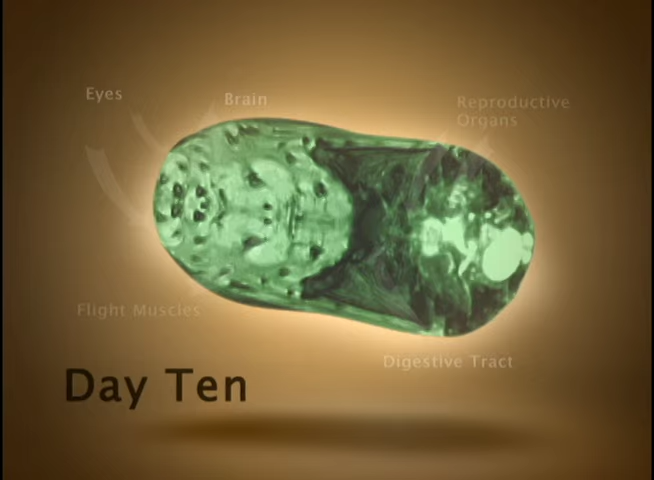 Eyes
Brain
Reproductive
Organs
Flight Muscles
Digestive Tract
Day Ten